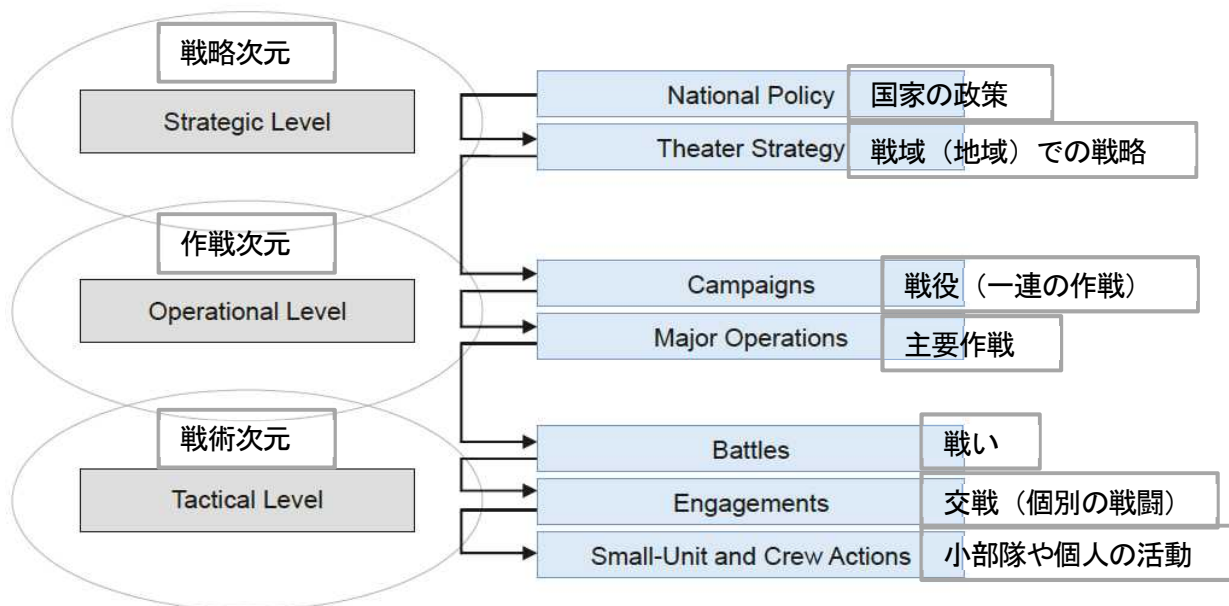 戦略次元
Strategic Level
National Policy
国家の政策
Theater Strategy
戦域（地域）での戦略
作戦次元
Operational Level
Campaigns
戦役（一連の作戦）
Major Operations
主要作戦
戦術次元
Tactical Level
Battles
戦い
Engagements
交戦（個別の戦闘）
Small-Unit and Crew Actions
小部隊や個人の活動